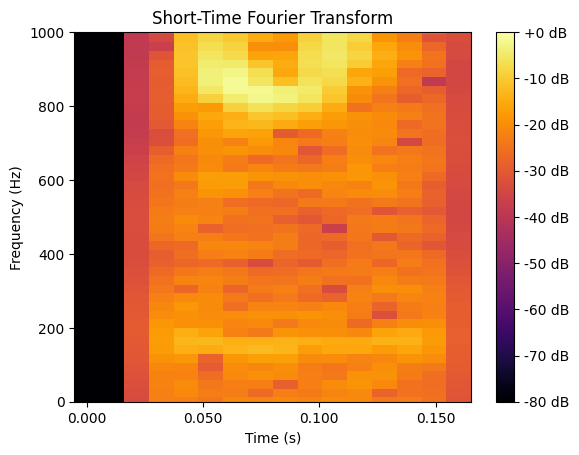 Short-Time Fourier Transform
1000
800
600
400
200
0
Frequency (Hz)
0.000
0.050
0.100
0.150
Time (s)
+0 dB
-10 dB
-20 dB
-30 dB
-40 dB
-50 dB
-60 dB
-70 dB
-80 dB